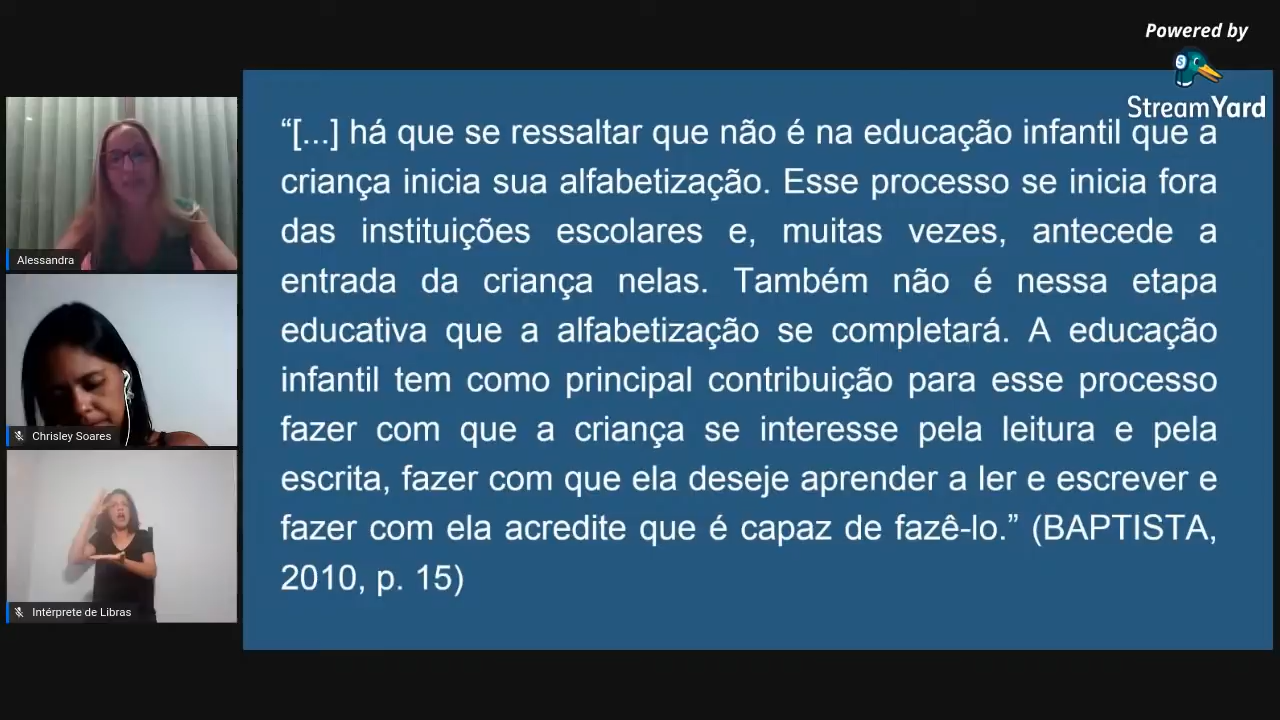 Powered by
StreamYard
“[...] há que se ressaltar que não é na educação infantil que a
criança inicia sua alfabetização. Esse processo se inicia fora
das instituições escolares e, muitas vezes, antecede a
entrada da criança nelas. Também não é nessa etapa
educativa que a alfabetização se completará. A educação
infantil tem como principal contribuição para esse processo
fazer com que a criança se interesse pela leitura e pela
escrita, fazer com que ela deseje aprender a ler e escrever e
fazer com ela acredite que é capaz de fazê-lo.” (BAPTISTA,
2010, p. 15)
Alessandra
Chrisley Soares
Intérprete de Libras